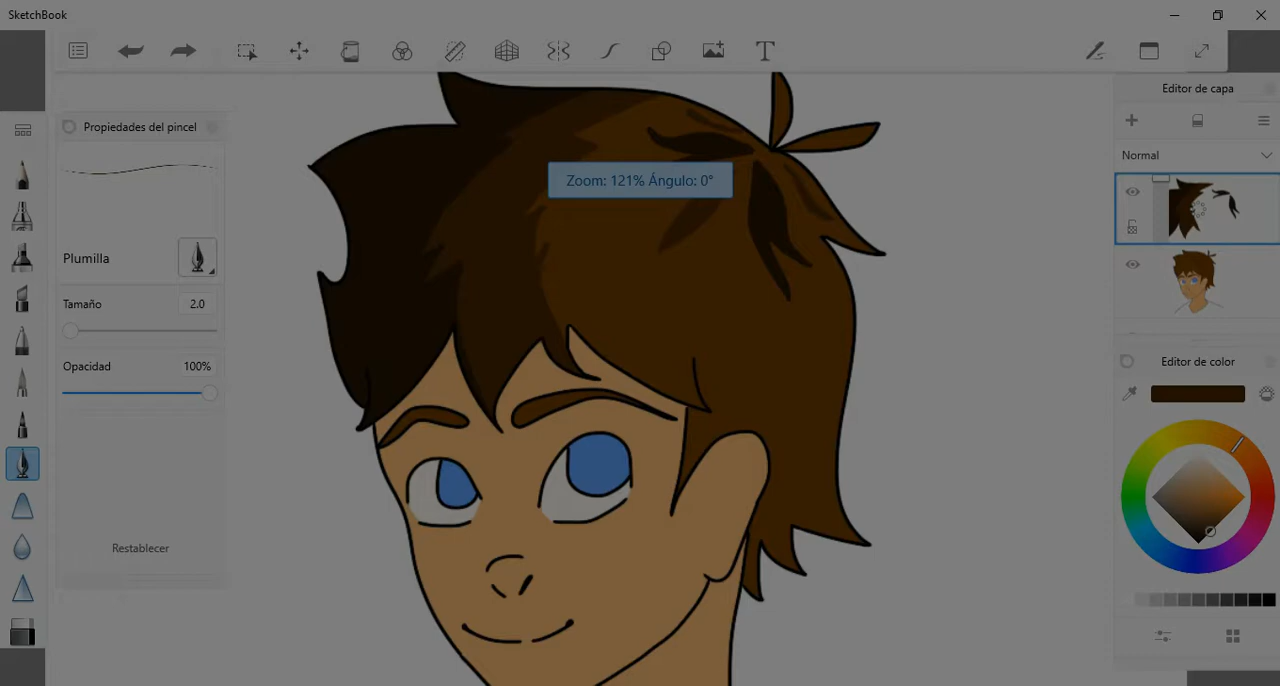 SketchBook
Propiedades del pincel
Plumilla
Tamaño 2.0
Opacidad 100%
Restablecer
Zoom: 121% Ángulo: 0°
Editor de capa
Normal
Editor de color